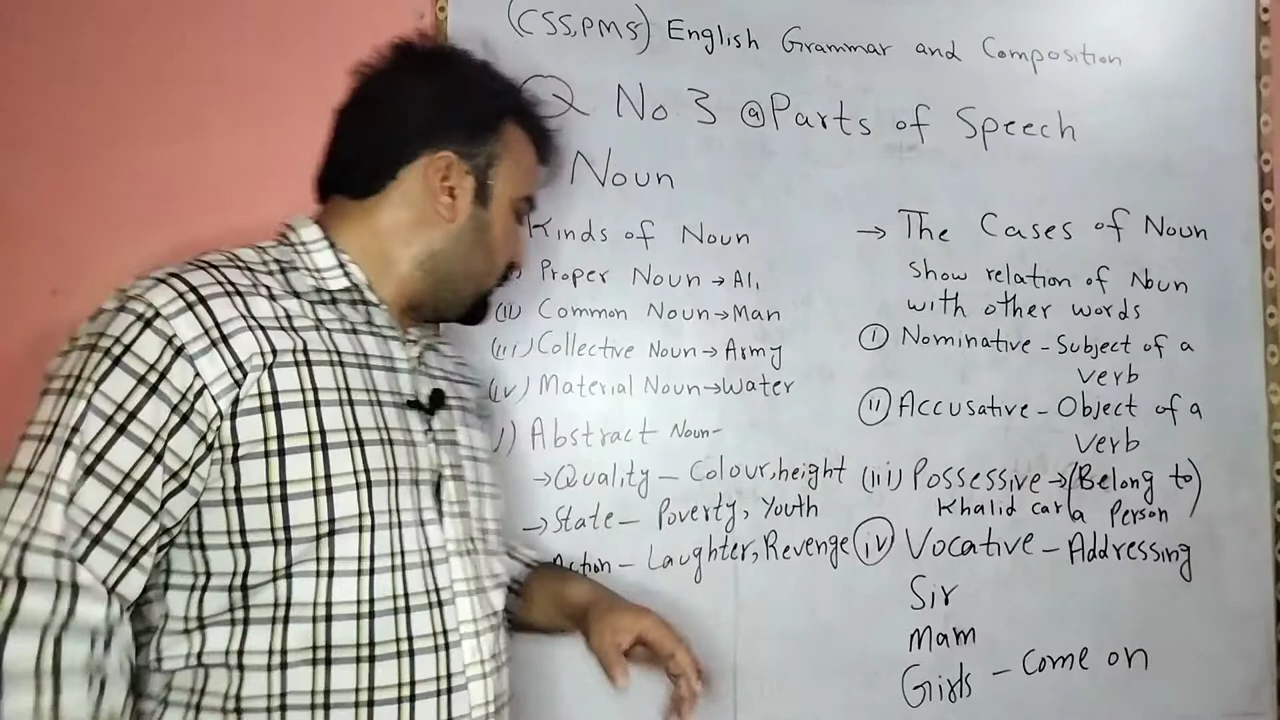 (CSS,PMS) English Grammar and Composition
Q No 3 @Parts of Speech
Noun
Kinds of Noun
Proper Noun → Ali
(ii) Common Noun→Man
(iii) Collective Noun→ Army
(iv) Material Noun→Water
) Abstract Noun-
→Quality – Colour,height
→State – Poverty, Youth
Action – Laughter,Revenge
→ The Cases of Noun
Show relation of Noun
with other words
(i) Nominative – Subject of a
verb
(ii) Accusative – Object of a
verb
(iii) Possessive →(Belong to)
Khalid car a Person
(iv) Vocative – Addressing
Sir
Mam
Girls – Come on